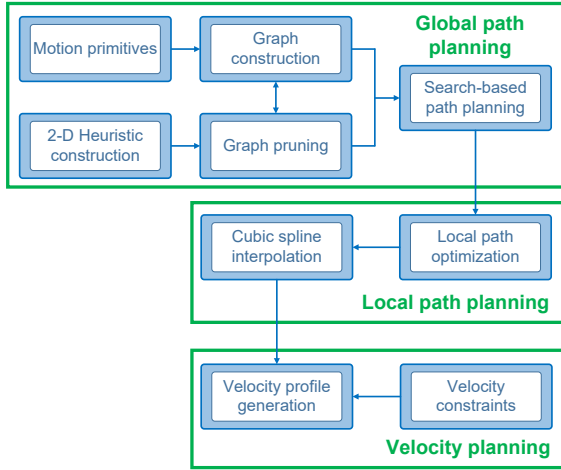 Global path
planning
Motion primitives
Graph
construction
Search-based
path planning
2-D Heuristic
construction
Graph pruning
Cubic spline
interpolation
Local path
optimization
Local path planning
Velocity profile
generation
Velocity
constraints
Velocity planning